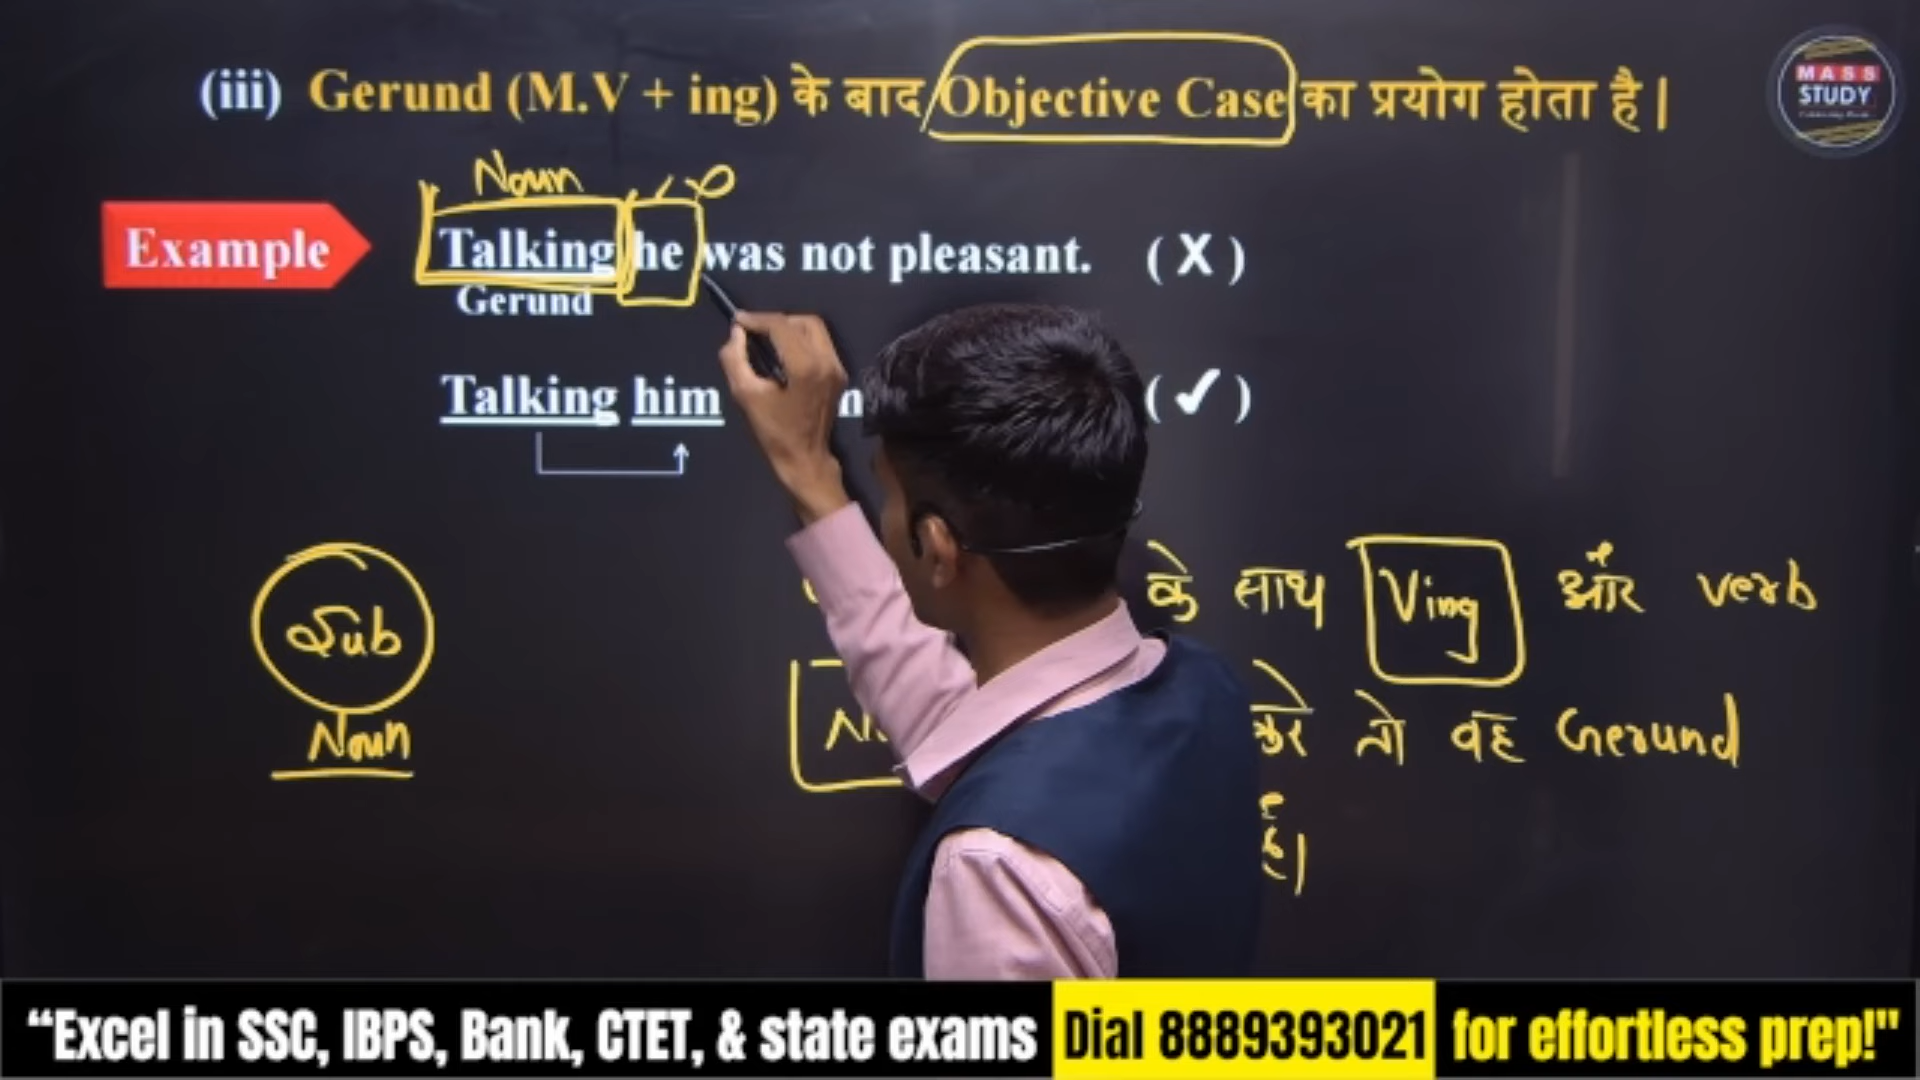 (iii) Gerund (M.V + ing) के बाद Objective Case का प्रयोग होता है |
MASS
STUDY
Noun
Example
Talking he was not pleasant. ( X )
Gerund
Talking him ( ✓ )
के साथ Ving और verb
Sub
करे तो वह Gerund
Noun
है|
"Excel in SSC, IBPS, Bank, CTET, & state exams Dial 8889393021 for effortless prep!"